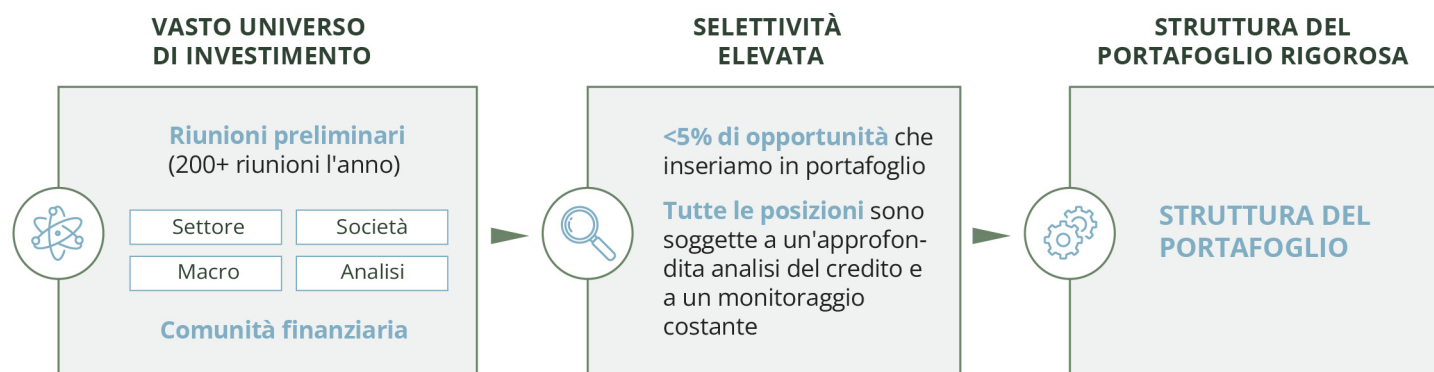 VASTO UNIVERSO
DI INVESTIMENTO
Riunioni preliminari
(200+ riunioni l'anno)
Settore
Società
Macro
Analisi
Comunità finanziaria
SELETTIVITÀ
ELEVATA
<5% di opportunità che
inseriamo in portafoglio
Tutte le posizioni sono
soggette a un'approfon-
dita analisi del credito e
a un monitoraggio
costante
STRUTTURA DEL
PORTAFOGLIO RIGOROSA
STRUTTURA DEL
PORTAFOGLIO